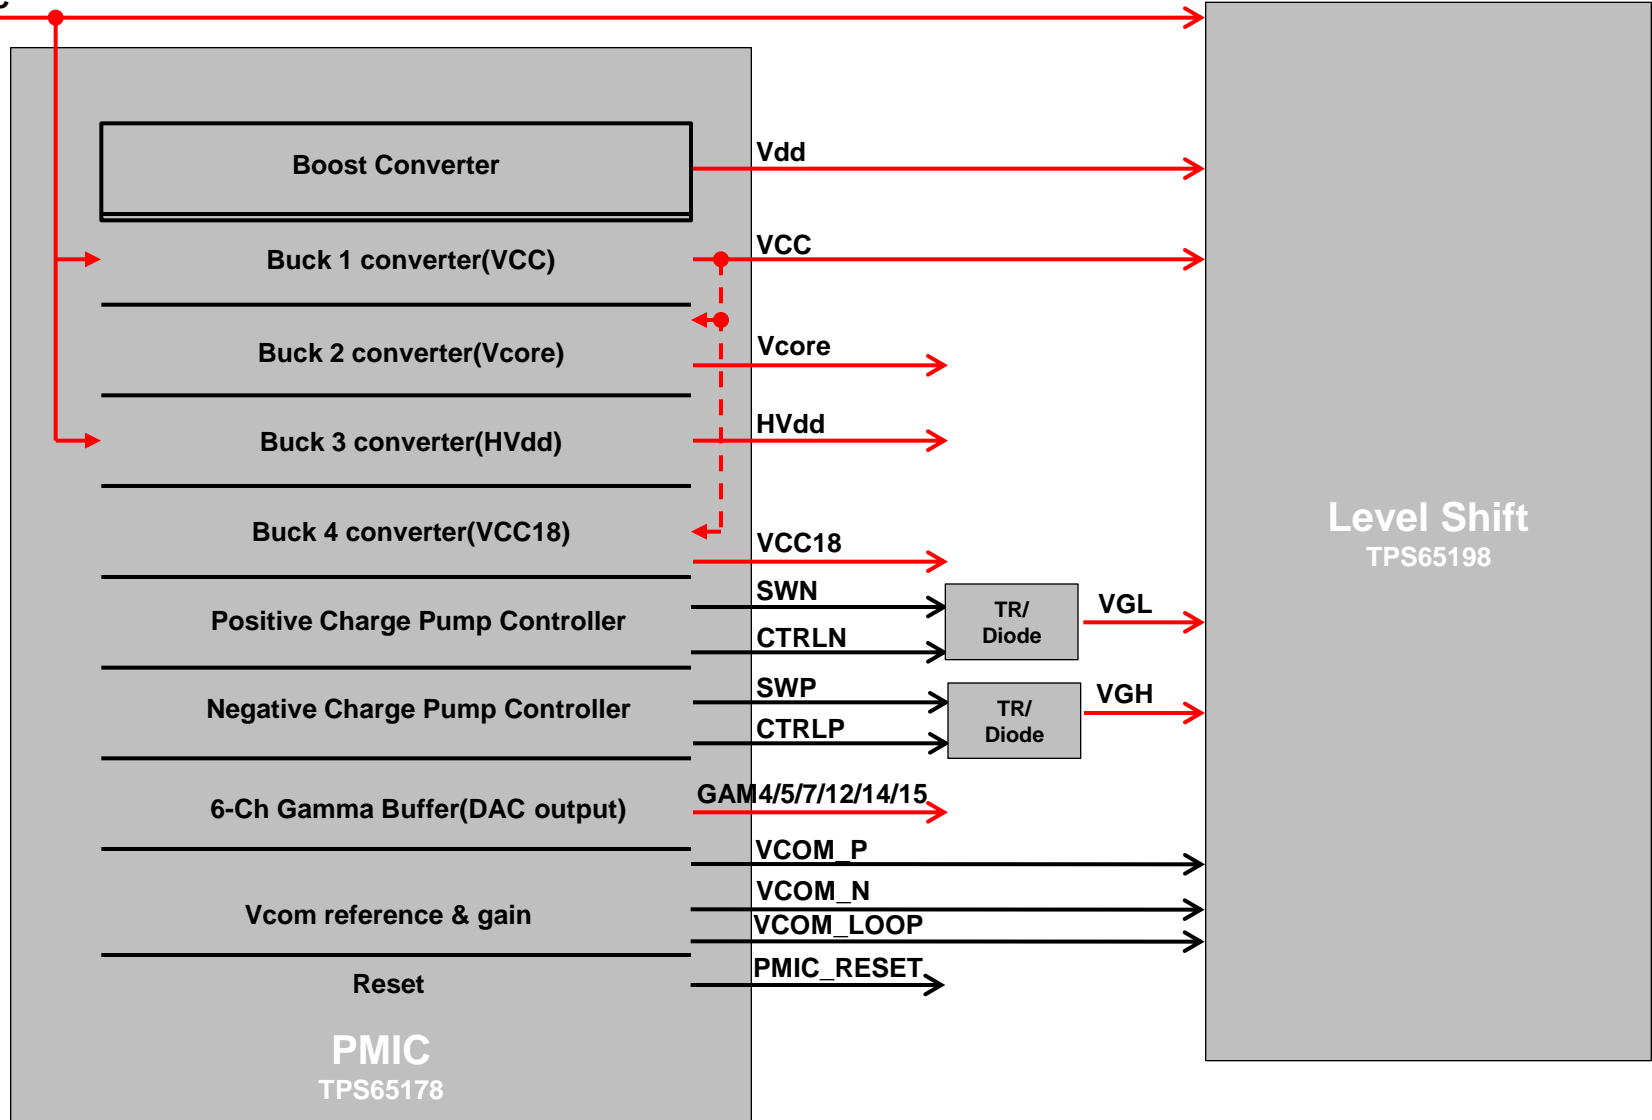 Boost Converter
Vdd
Buck 1 converter(VCC)
VCC
Buck 2 converter(Vcore)
Vcore
Buck 3 converter(HVdd)
HVdd
Buck 4 converter(VCC18)
VCC18
Positive Charge Pump Controller
SWN
CTRLN
TR/
Diode
VGL
Negative Charge Pump Controller
SWP
CTRLP
TR/
Diode
VGH
6-Ch Gamma Buffer(DAC output)
GAM4/5/7/12/14/15
Vcom reference & gain
VCOM_P
VCOM_N
VCOM_LOOP
Reset
PMIC_RESET
PMIC
TPS65178
Level Shift
TPS65198